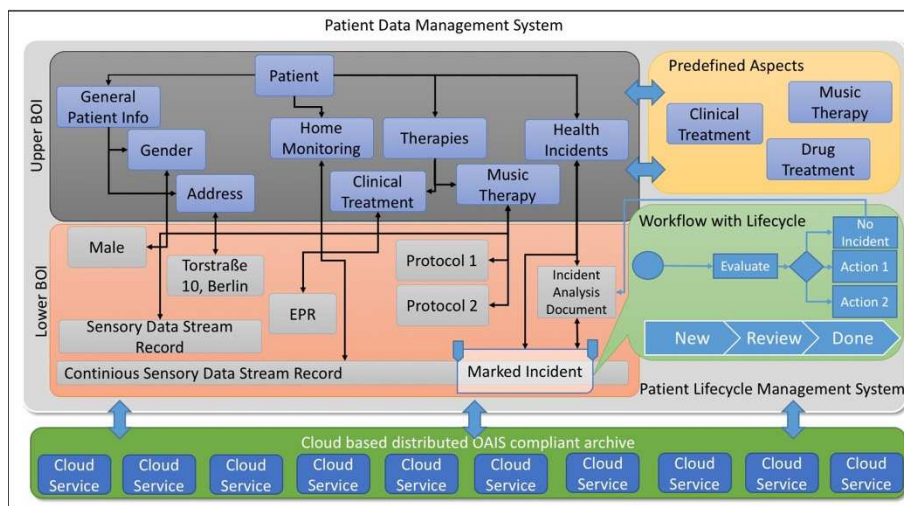 Patient Data Management System
Upper BOI
Patient
General
Patient Info
Gender
Address
Home
Monitoring
Therapies
Clinical
Treatment
Music
Therapy
Health
Incidents
Predefined Aspects
Clinical
Treatment
Music
Therapy
Drug
Treatment
Lower BOI
Male
Torstraße
10, Berlin
EPR
Protocol 1
Protocol 2
Incident
Analysis
Document
Sensory Data Stream
Record
Continious Sensory Data Stream Record
Marked Incident
Workflow with Lifecycle
Evaluate
No
Incident
Action 1
Action 2
New
Review
Done
Patient Lifecycle Management System
Cloud based distributed OAIS compliant archive
Cloud
Service
Cloud
Service
Cloud
Service
Cloud
Service
Cloud
Service
Cloud
Service
Cloud
Service
Cloud
Service
Cloud
Service
Cloud
Service